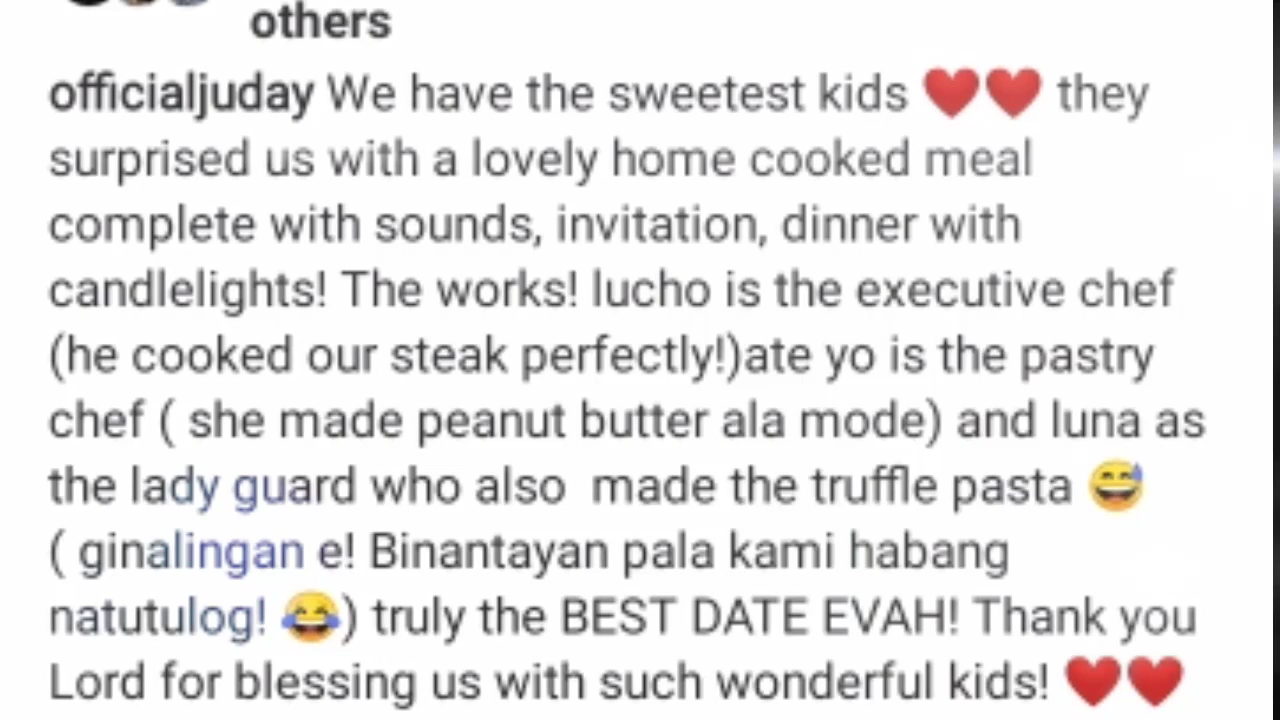 others
officialjuday We have the sweetest kids ❤️❤️ they
surprised us with a lovely home cooked meal
complete with sounds, invitation, dinner with
candlelights! The works! lucho is the executive chef
(he cooked our steak perfectly!)ate yo is the pastry
chef ( she made peanut butter ala mode) and luna as
the lady guard who also  made the truffle pasta 😅
( ginalingan e! Binantayan pala kami habang
natutulog! 😂) truly the BEST DATE EVAH! Thank you
Lord for blessing us with such wonderful kids! ❤️❤️